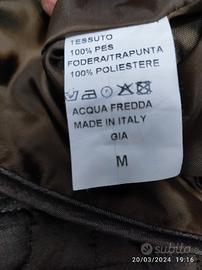 TESSUTO
100% PES
FODERA/TRAPUNTA
100% POLIESTERE
ACQUA FREDDA
MADE IN ITALY
GIA
M
subito
20/03/2024 19:16